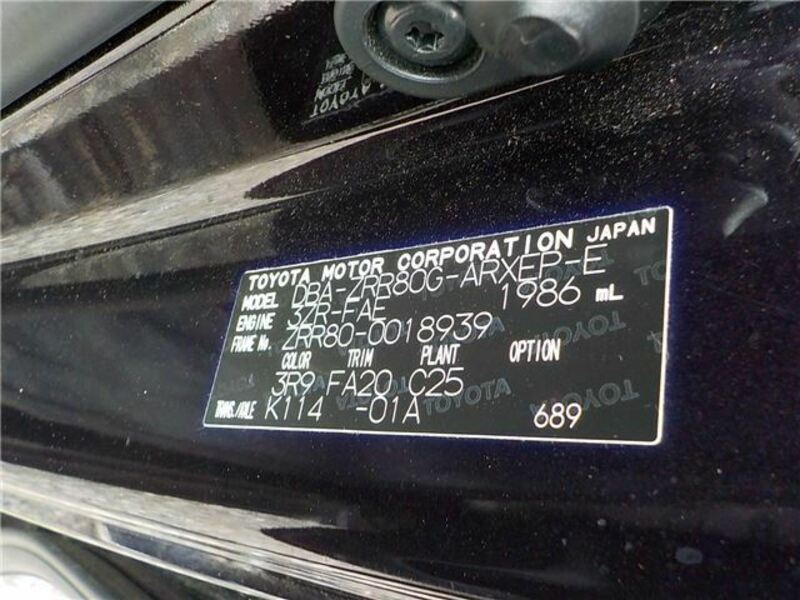 TOYOTA MOTOR CORPORATION JAPAN
MODEL DBA-ZRR80G-ARXEP-E
ENGINE 3ZR-FAE 1986 mL
FRAME No. ZRR80-0018939
COLOR TRIM PLANT OPTION
3R9 FA20 C25
TRANS./AXLE K114 -01A 689